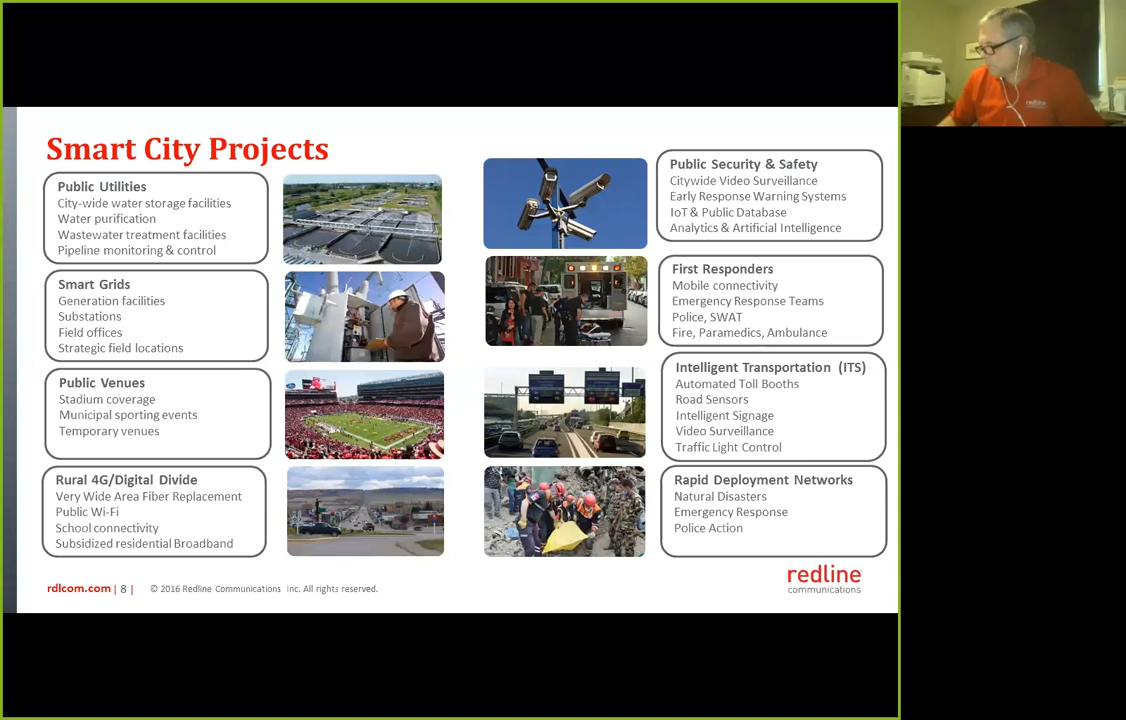 Smart City Projects
Public Utilities
City-wide water storage facilities
Water purification
Wastewater treatment facilities
Pipeline monitoring & control
Smart Grids
Generation facilities
Substations
Field offices
Strategic field locations
Public Venues
Stadium coverage
Municipal sporting events
Temporary venues
Rural 4G/Digital Divide
Very Wide Area Fiber Replacement
Public Wi-Fi
School connectivity
Subsidized residential Broadband
Public Security & Safety
Citywide Video Surveillance
Early Response Warning Systems
IoT & Public Database
Analytics & Artificial Intelligence
First Responders
Mobile connectivity
Emergency Response Teams
Police, SWAT
Fire, Paramedics, Ambulance
Intelligent Transportation (ITS)
Automated Toll Booths
Road Sensors
Intelligent Signage
Video Surveillance
Traffic Light Control
Rapid Deployment Networks
Natural Disasters
Emergency Response
Police Action
rdlcom.com | 8 | © 2016 Redline Communications Inc. All rights reserved.
redline
communications
redline